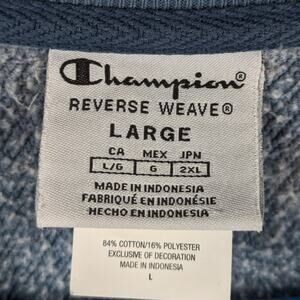 Champion®
REVERSE WEAVE®
LARGE
CA MEX JPN
L/G G 2XL
MADE IN INDONESIA
FABRIQUÉ EN INDONÉSIE
HECHO EN INDONESIA
84% COTTON/16% POLYESTER
EXCLUSIVE OF DECORATION
MADE IN INDONESIA
L